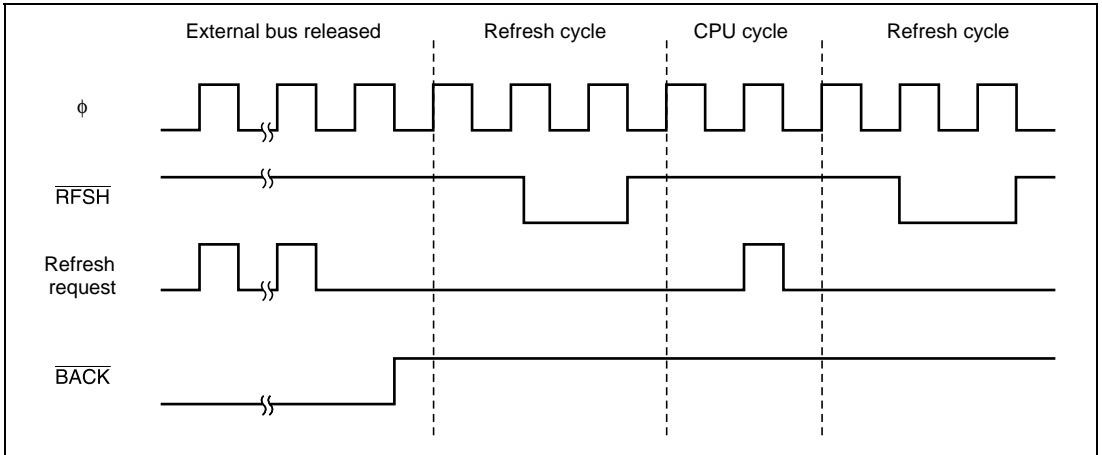 External bus released Refresh cycle CPU cycle Refresh cycle
ϕ
RFSH
Refresh
request
BACK